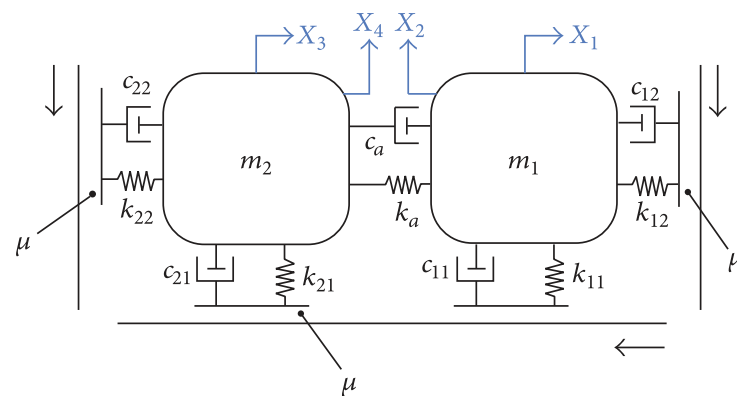 X₃
X₄
X₂
X₁
c₂₂
c₁₂
cₐ
m₂
m₁
k₂₂
kₐ
k₁₂
μ
μ
c₂₁
k₂₁
c₁₁
k₁₁
μ